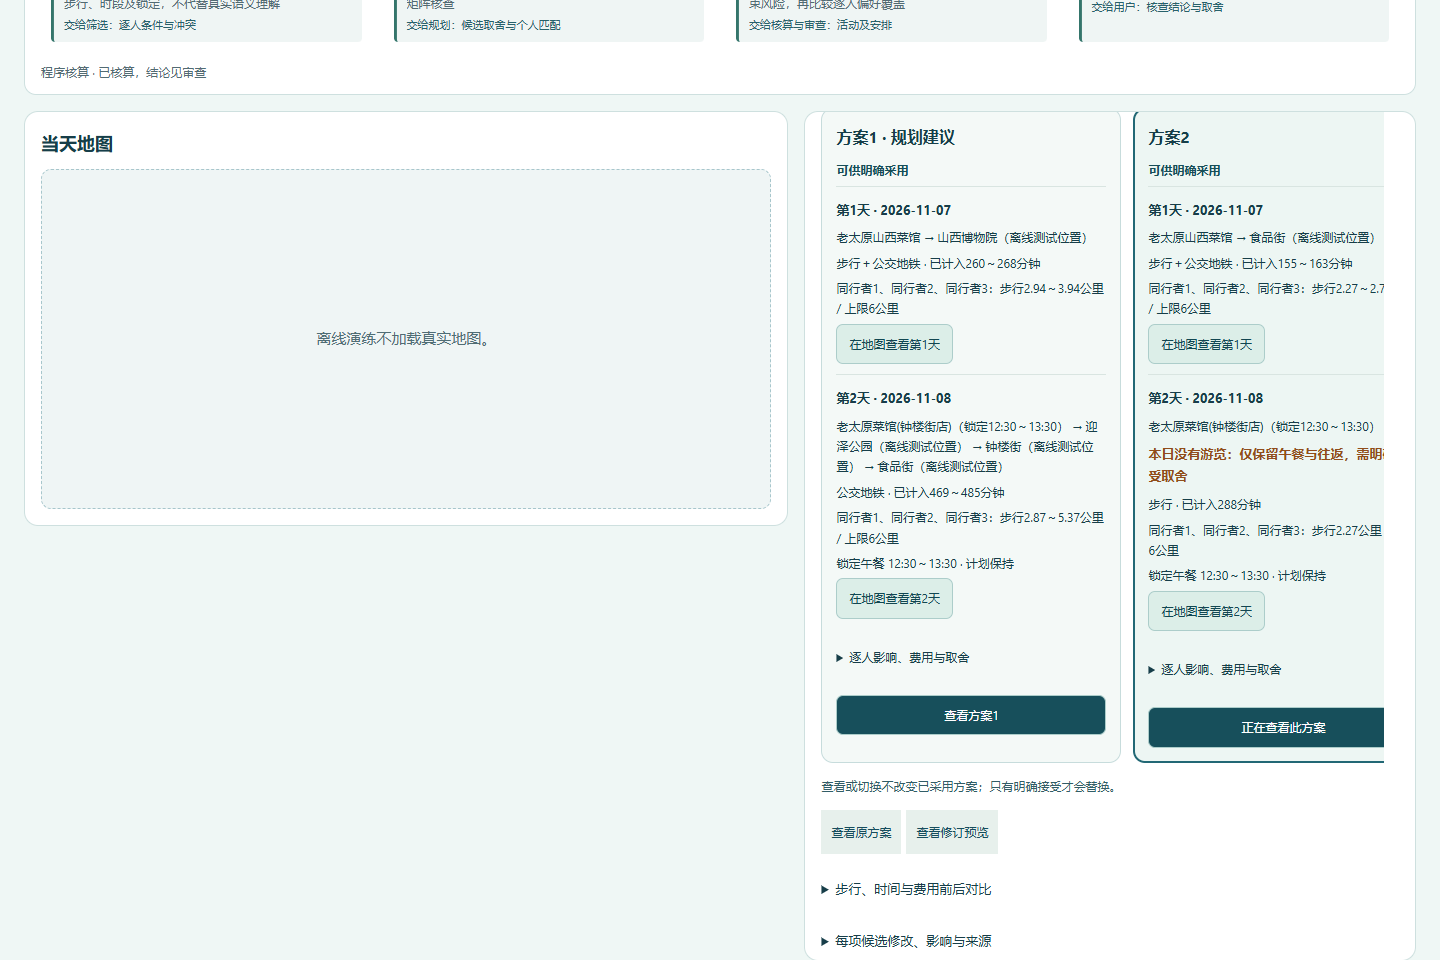 步行、时段及锁定，不代替真实语义理解
交给筛选：逐人条件与冲突
矩阵核查
交给规划：候选取舍与个人匹配
束风险，再比较逐人偏好覆盖
交给核算与审查：活动及安排
交给用户：核查结论与取舍
程序核算 · 已核算，结论见审查
当天地图
离线演练不加载真实地图。
方案1 · 规划建议
可供明确采用
第1天 · 2026-11-07
老太原山西菜馆 → 山西博物院（离线测试位置）
步行 + 公交地铁 · 已计入260～268分钟
同行者1、同行者2、同行者3：步行2.94～3.94公里
/ 上限6公里
在地图查看第1天
第2天 · 2026-11-08
老太原菜馆(钟楼街店)（锁定12:30～13:30） → 迎
泽公园（离线测试位置） → 钟楼街（离线测试位
置） → 食品街（离线测试位置）
公交地铁 · 已计入469～485分钟
同行者1、同行者2、同行者3：步行2.87～5.37公里
/ 上限6公里
锁定午餐 12:30～13:30 · 计划保持
在地图查看第2天
▶ 逐人影响、费用与取舍
查看方案1
方案2
可供明确采用
第1天 · 2026-11-07
老太原山西菜馆 → 食品街（离线测试位置）
步行 + 公交地铁 · 已计入155～163分钟
同行者1、同行者2、同行者3：步行2.27～2.7
/ 上限6公里
在地图查看第1天
第2天 · 2026-11-08
老太原菜馆(钟楼街店)（锁定12:30～13:30）
本日没有游览：仅保留午餐与往返，需明
受取舍
步行 · 已计入288分钟
同行者1、同行者2、同行者3：步行2.27公里
6公里
锁定午餐 12:30～13:30 · 计划保持
在地图查看第2天
▶ 逐人影响、费用与取舍
正在查看此方案
查看或切换不改变已采用方案；只有明确接受才会替换。
查看原方案
查看修订预览
▶ 步行、时间与费用前后对比
▶ 每项候选修改、影响与来源